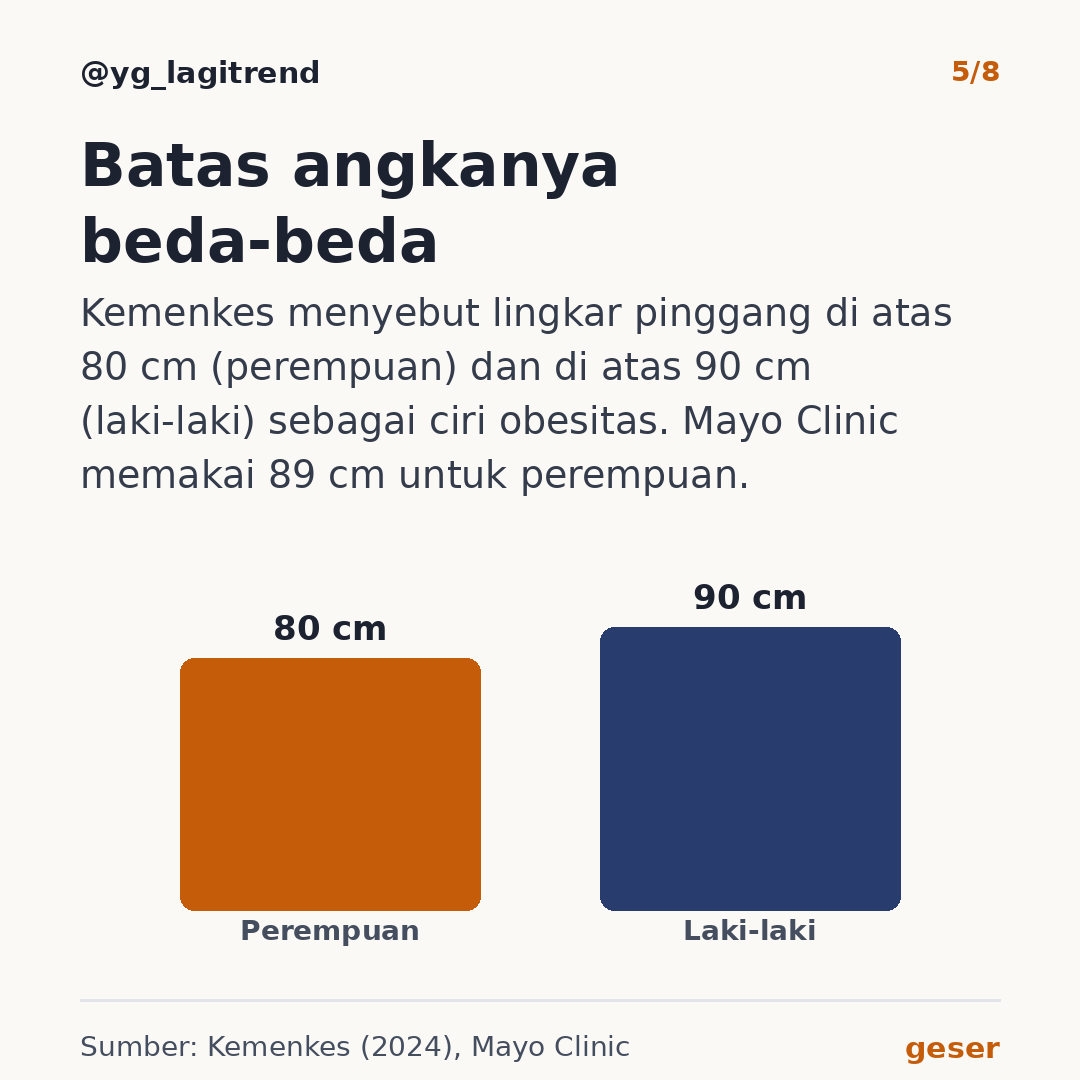 @yg_lagitrend
5/8
Batas angkanya
beda-beda
Kemenkes menyebut lingkar pinggang di atas
80 cm (perempuan) dan di atas 90 cm
(laki-laki) sebagai ciri obesitas. Mayo Clinic
memakai 89 cm untuk perempuan.
80 cm
90 cm
Perempuan
Laki-laki
Sumber: Kemenkes (2024), Mayo Clinic
geser